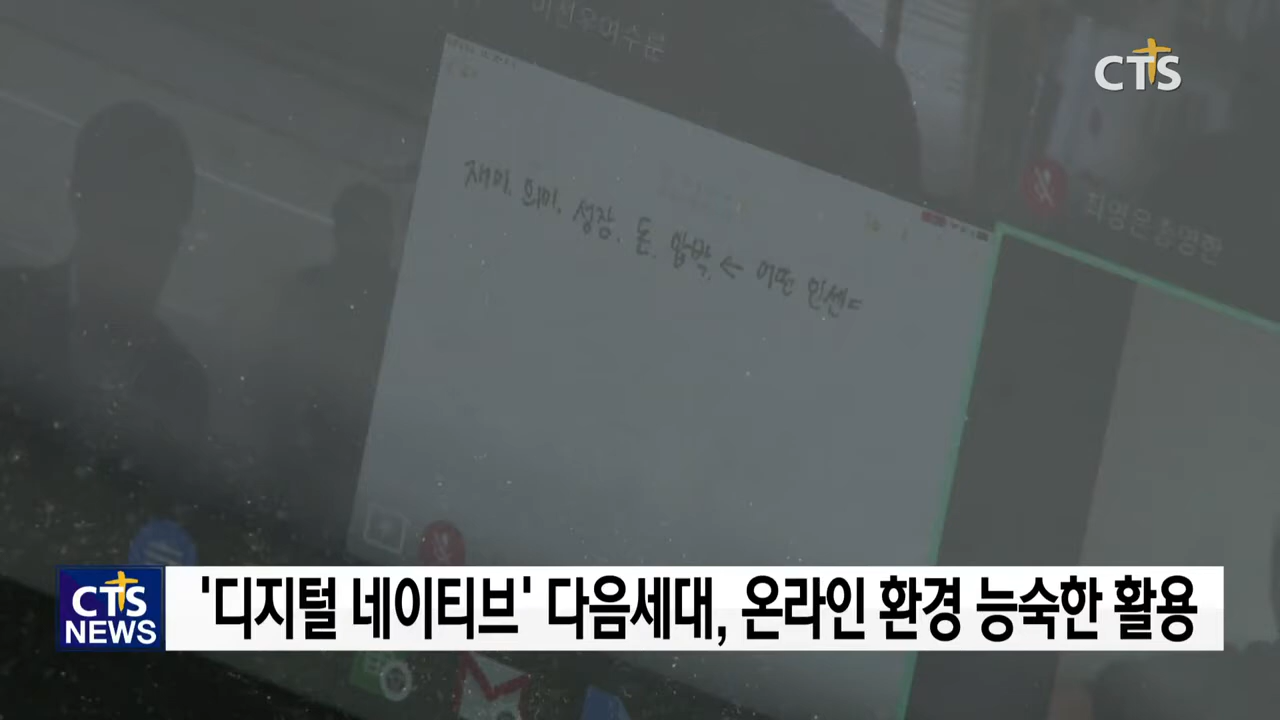 CTS
재미. 의미. 성장. 돈. 압박. ← 어떤 인센
CTS
NEWS
'디지털 네이티브' 다음세대, 온라인 환경 능숙한 활용